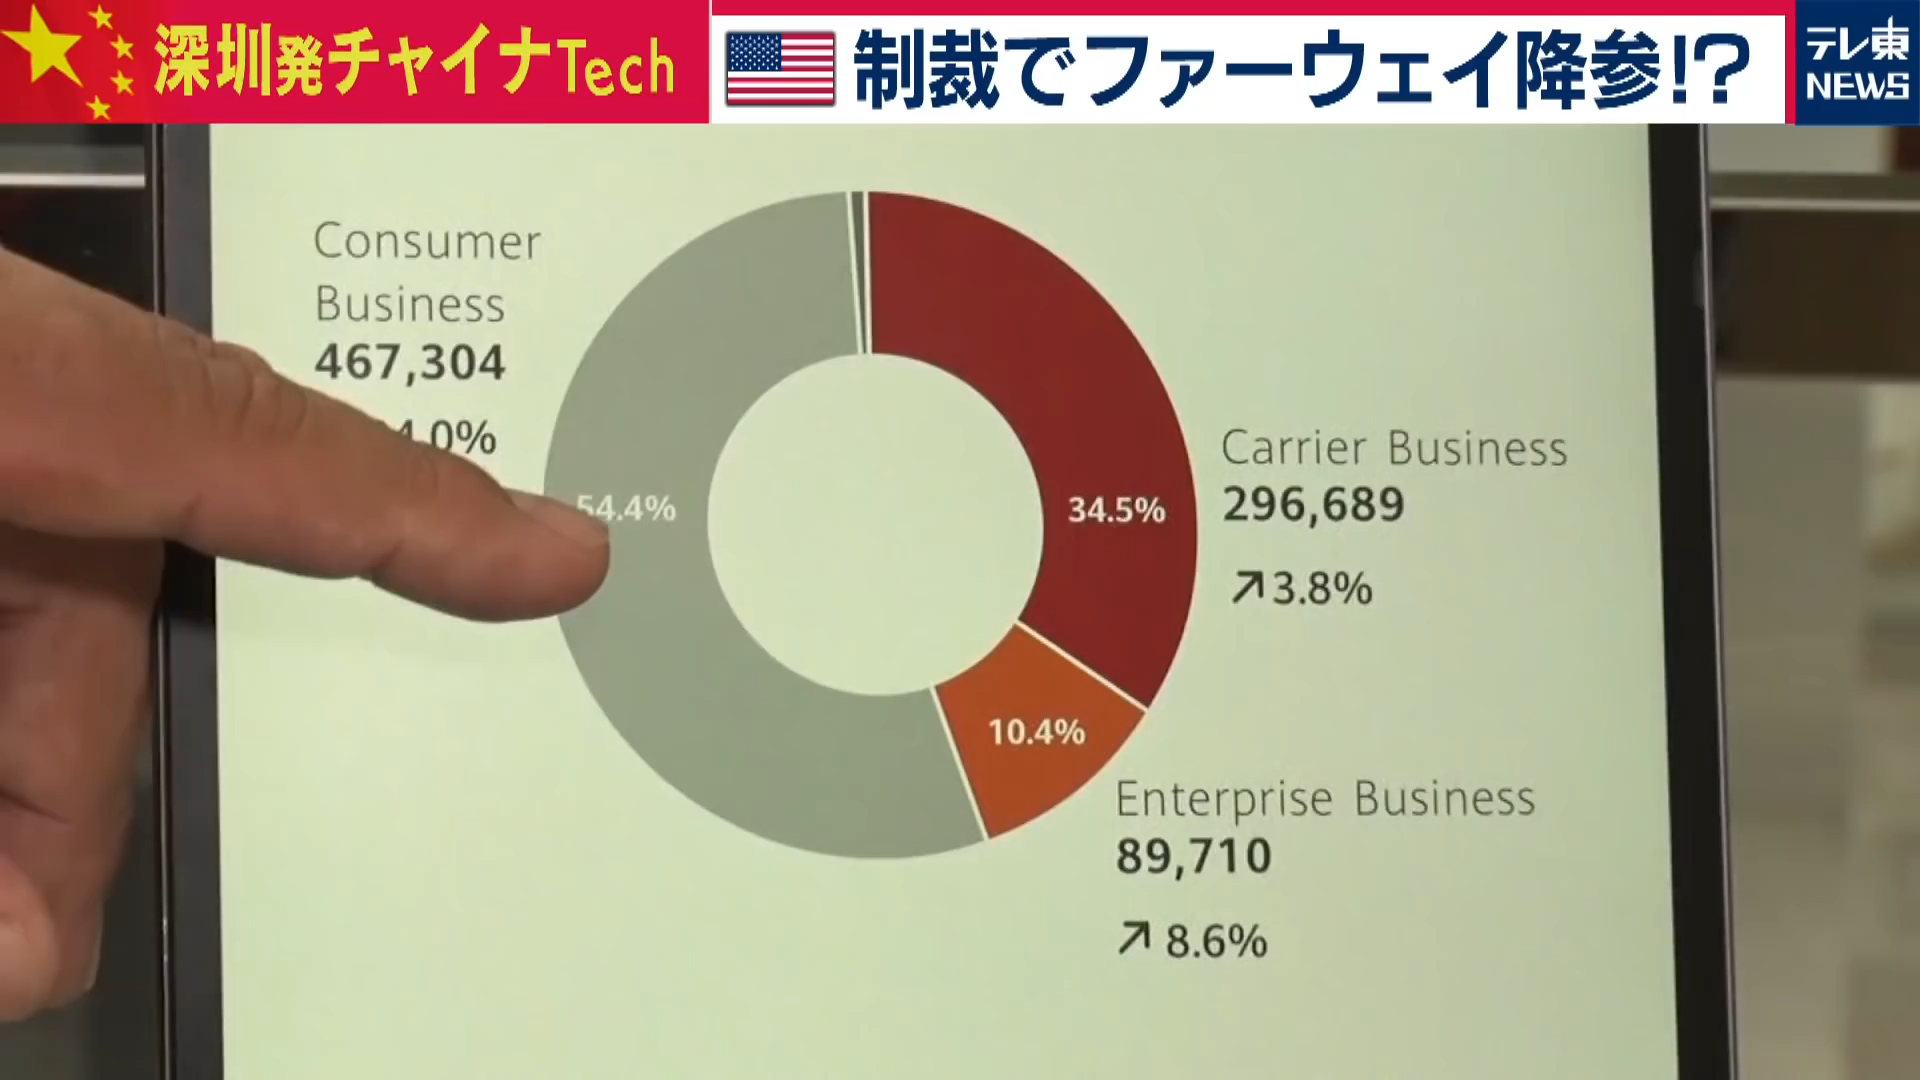 深圳発チャイナTech
制裁でファーウェイ降参!?
テレ東
NEWS
Consumer
Business
467,304
4.0%
54.4%
34.5%
Carrier Business
296,689
↗3.8%
10.4%
Enterprise Business
89,710
↗8.6%